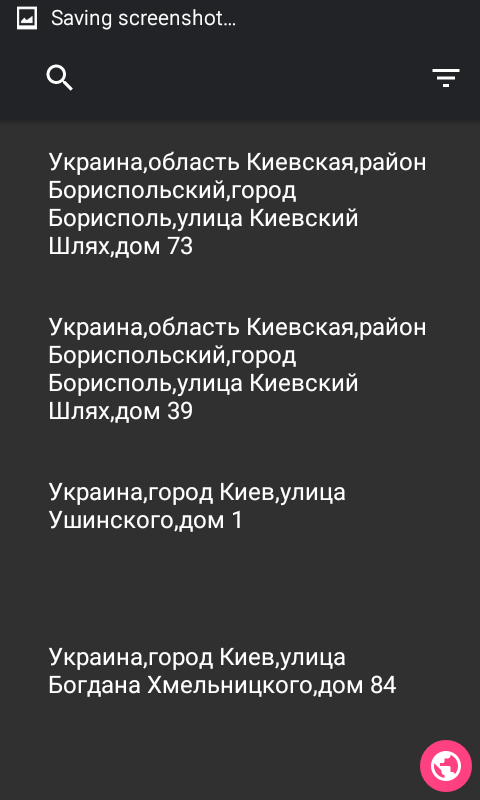 Saving screenshot…
Украина,область Киевская,район
Бориспольский,город
Борисполь,улица Киевский
Шлях,дом 73
Украина,область Киевская,район
Бориспольский,город
Борисполь,улица Киевский
Шлях,дом 39
Украина,город Киев,улица
Ушинского,дом 1
Украина,город Киев,улица
Богдана Хмельницкого,дом 84